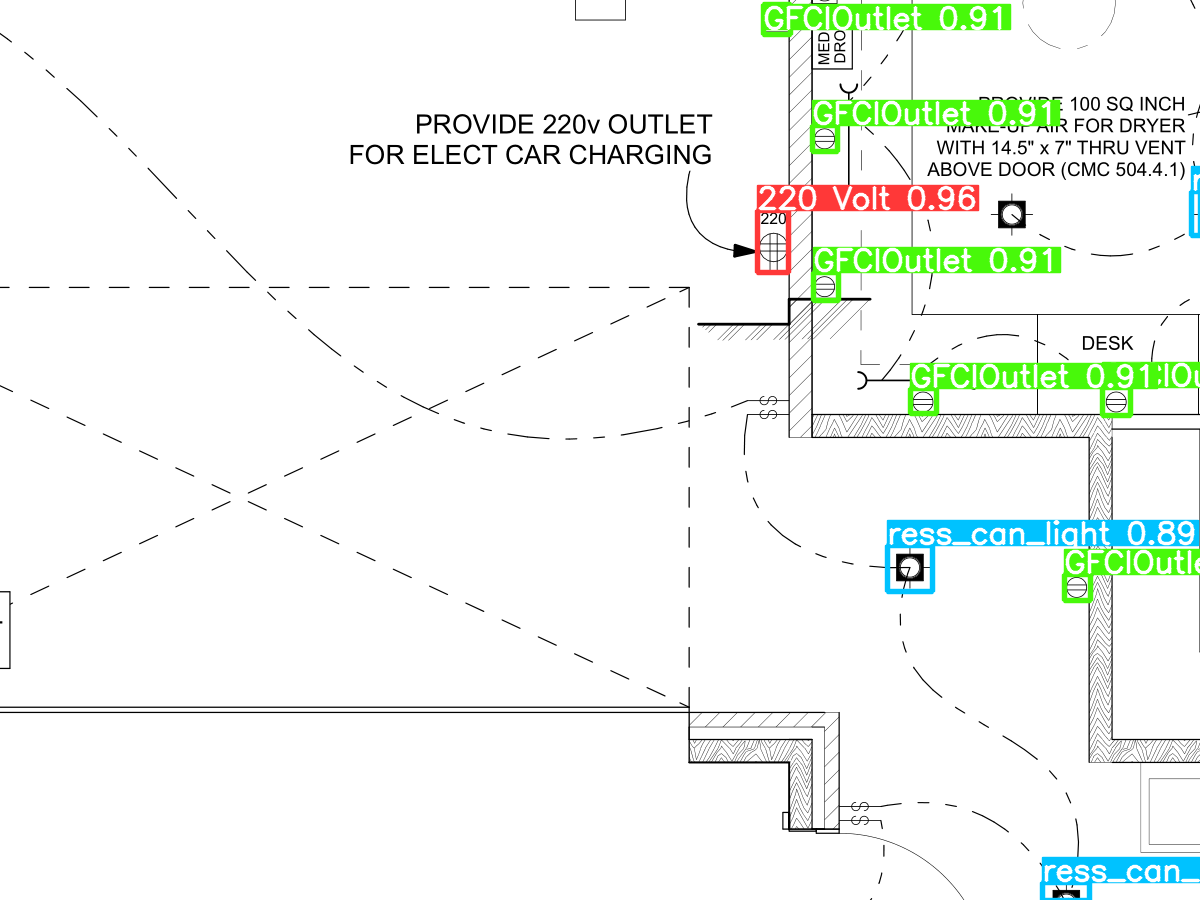 GFCIOutlet 0.91
MED
DRO
PROVIDE 220v OUTLET
FOR ELECT CAR CHARGING
GFCIOutlet 0.91
PROVIDE 100 SQ INCH
MAKE-UP AIR FOR DRYER
WITH 14.5" x 7" THRU VENT
ABOVE DOOR (CMC 504.4.1)
220 Volt 0.96
220
GFCIOutlet 0.91
DESK
GFCIOutlet 0.91
S
S
ress_can_light 0.89
GFCIOutle
S
S
ress_can_